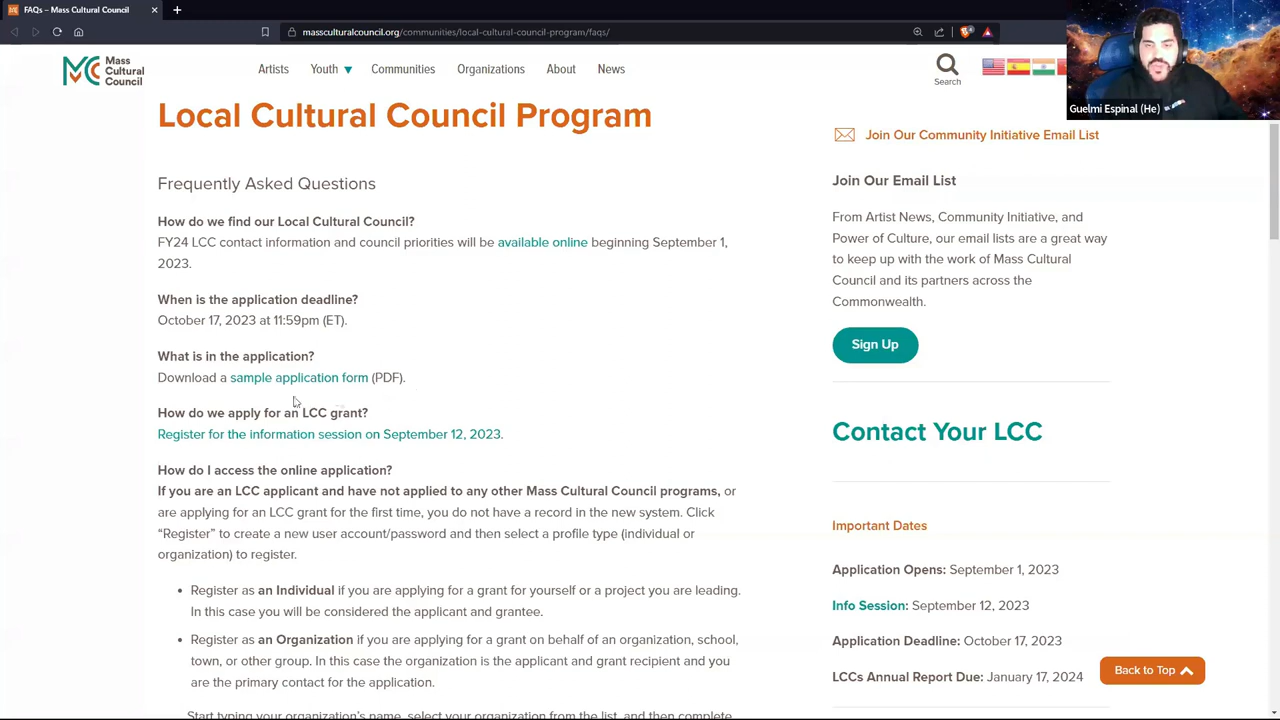 FAQs – Mass Cultural Council
massculturalcouncil.org/communities/local-cultural-council-program/faqs/
Mass
Cultural
Council
Artists
Youth
Communities
Organizations
About
News
Search
Guelmi Espinal (He)
Local Cultural Council Program
Frequently Asked Questions
How do we find our Local Cultural Council?
FY24 LCC contact information and council priorities will be available online beginning September 1,
2023.
When is the application deadline?
October 17, 2023 at 11:59pm (ET).
What is in the application?
Download a sample application form (PDF).
How do we apply for an LCC grant?
Register for the information session on September 12, 2023.
How do I access the online application?
If you are an LCC applicant and have not applied to any other Mass Cultural Council programs, or
are applying for an LCC grant for the first time, you do not have a record in the new system. Click
“Register” to create a new user account/password and then select a profile type (individual or
organization) to register.
• Register as an Individual if you are applying for a grant for yourself or a project you are leading.
In this case you will be considered the applicant and grantee.
• Register as an Organization if you are applying for a grant on behalf of an organization, school,
town, or other group. In this case the organization is the applicant and grant recipient and you
are the primary contact for the application.
Start typing your organization’s name, select your organization from the list, and then complete
Join Our Community Initiative Email List
Join Our Email List
From Artist News, Community Initiative, and
Power of Culture, our email lists are a great way
to keep up with the work of Mass Cultural
Council and its partners across the
Commonwealth.
Sign Up
Contact Your LCC
Important Dates
Application Opens: September 1, 2023
Info Session: September 12, 2023
Application Deadline: October 17, 2023
LCCs Annual Report Due: January 17, 2024
Back to Top